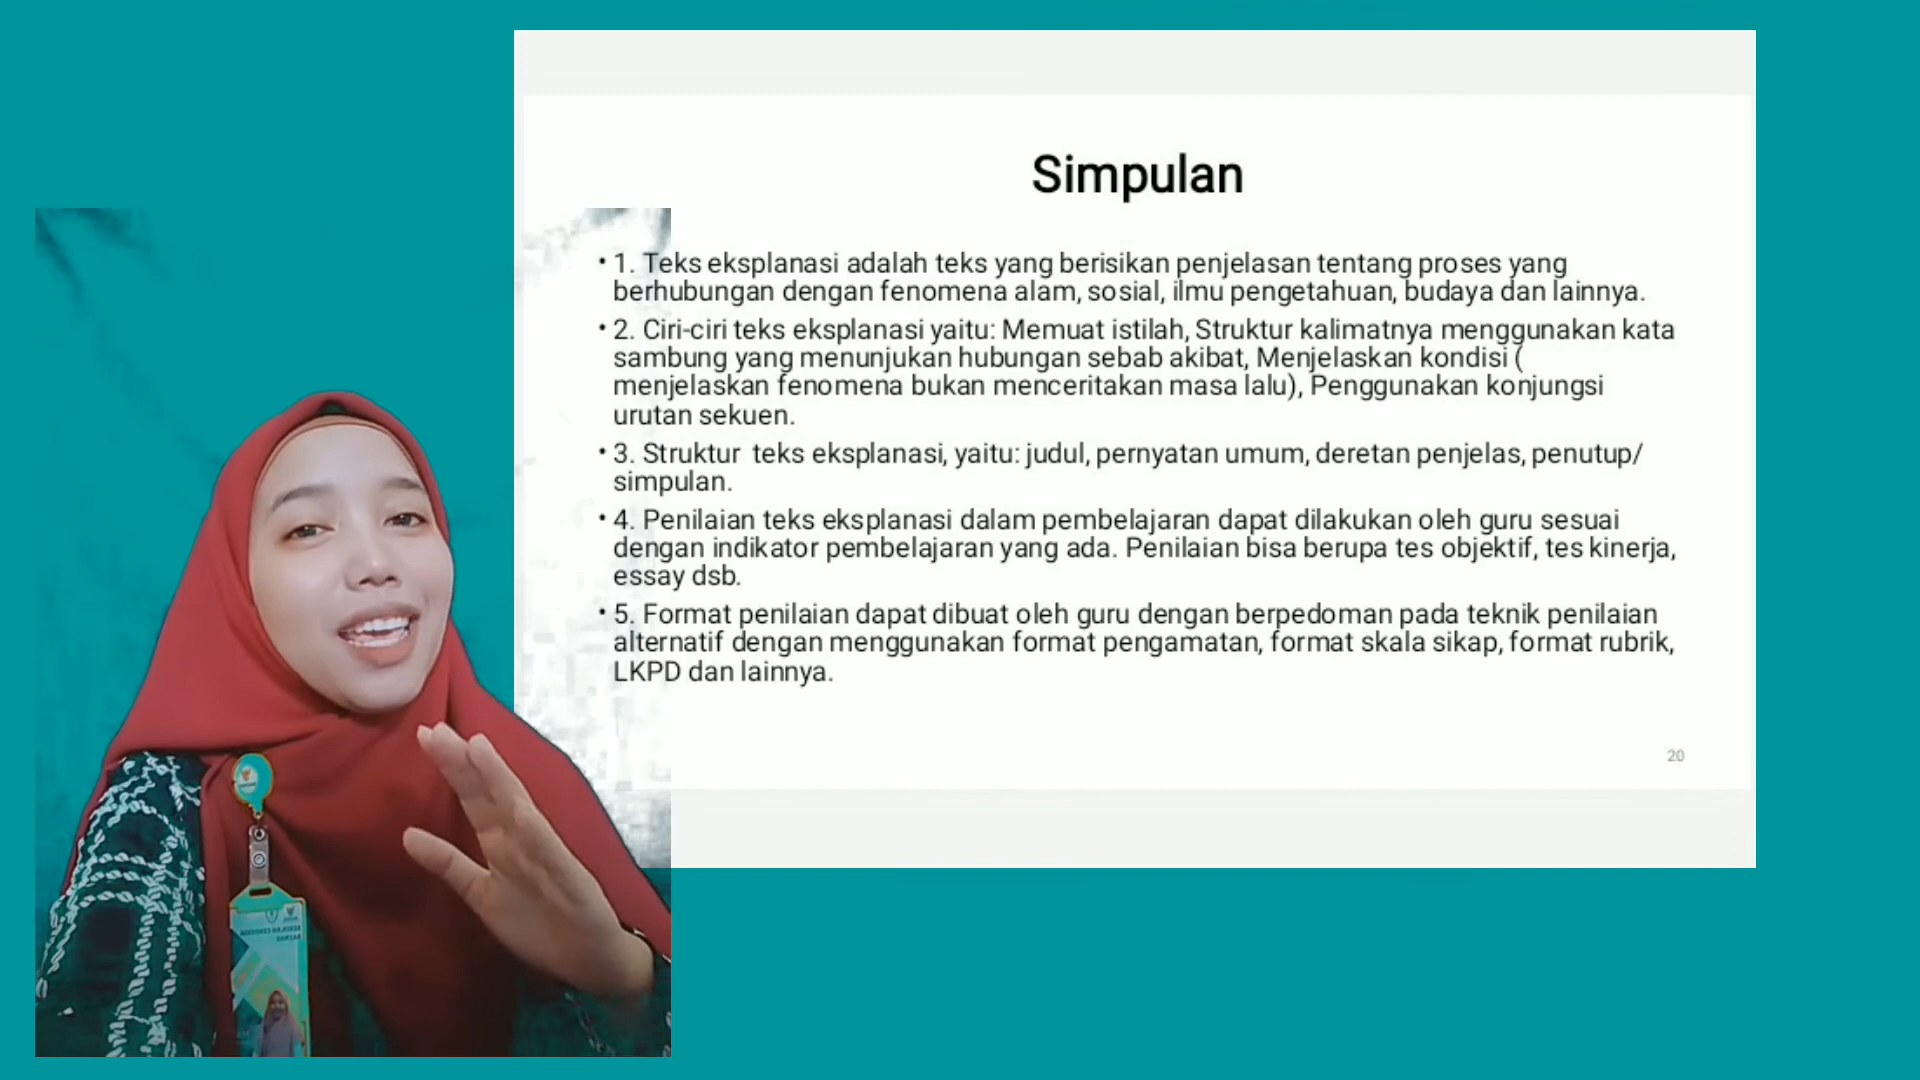 Simpulan
• 1. Teks eksplanasi adalah teks yang berisikan penjelasan tentang proses yang
berhubungan dengan fenomena alam, sosial, ilmu pengetahuan, budaya dan lainnya.
• 2. Ciri-ciri teks eksplanasi yaitu: Memuat istilah, Struktur kalimatnya menggunakan kata
sambung yang menunjukan hubungan sebab akibat, Menjelaskan kondisi (
menjelaskan fenomena bukan menceritakan masa lalu), Penggunakan konjungsi
urutan sekuen.
• 3. Struktur teks eksplanasi, yaitu: judul, pernyatan umum, deretan penjelas, penutup/
simpulan.
• 4. Penilaian teks eksplanasi dalam pembelajaran dapat dilakukan oleh guru sesuai
dengan indikator pembelajaran yang ada. Penilaian bisa berupa tes objektif, tes kinerja,
essay dsb.
• 5. Format penilaian dapat dibuat oleh guru dengan berpedoman pada teknik penilaian
alternatif dengan menggunakan format pengamatan, format skala sikap, format rubrik,
LKPD dan lainnya.
20